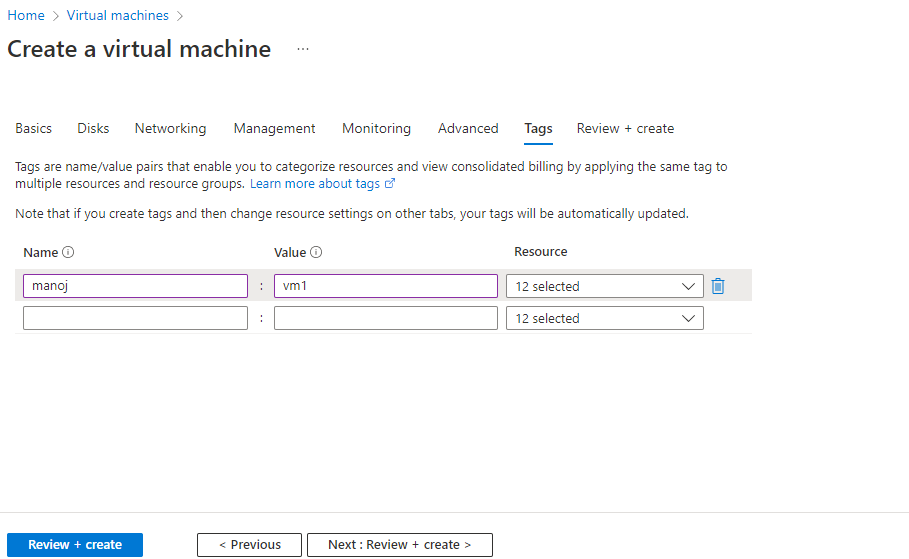 Home > Virtual machines >
Create a virtual machine ...
Basics Disks Networking Management Monitoring Advanced Tags Review + create
Tags are name/value pairs that enable you to categorize resources and view consolidated billing by applying the same tag to
multiple resources and resource groups. Learn more about tags
Note that if you create tags and then change resource settings on other tabs, your tags will be automatically updated.
Name Value Resource
manoj : vm1 12 selected
: 12 selected
Review + create < Previous Next : Review + create >